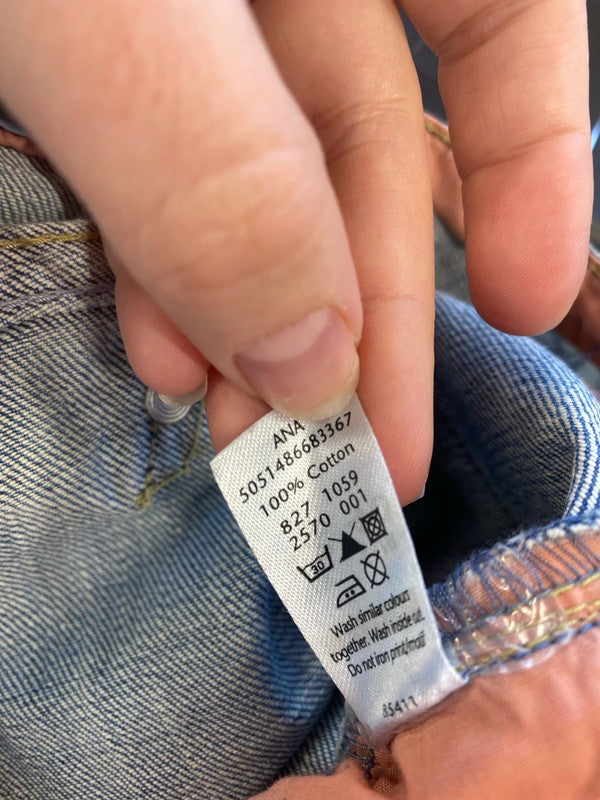 ANA
5051486683367
100% Cotton
827 1059
2570 001
30
Wash similar colours
together. Wash inside out.
Do not iron print/motif
85411